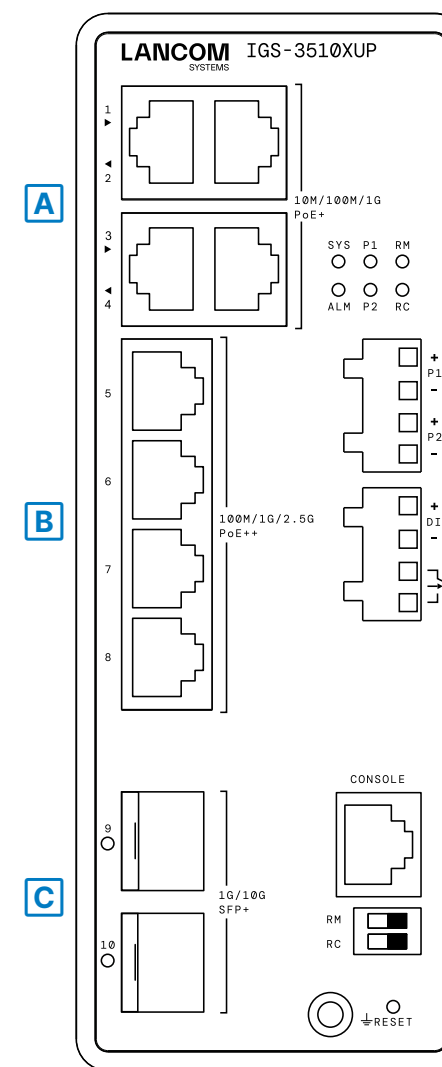 LANCOM
SYSTEMS
IGS-3510XUP
1
2
A
10M/100M/1G
PoE+
3
4
SYS P1 RM
ALM P2 RC
5
6
B
100M/1G/2.5G
PoE++
7
8
+
P1
-
+
P2
-
+
DI
-
CONSOLE
9
C
1G/10G
SFP+
10
RM
RC
RESET